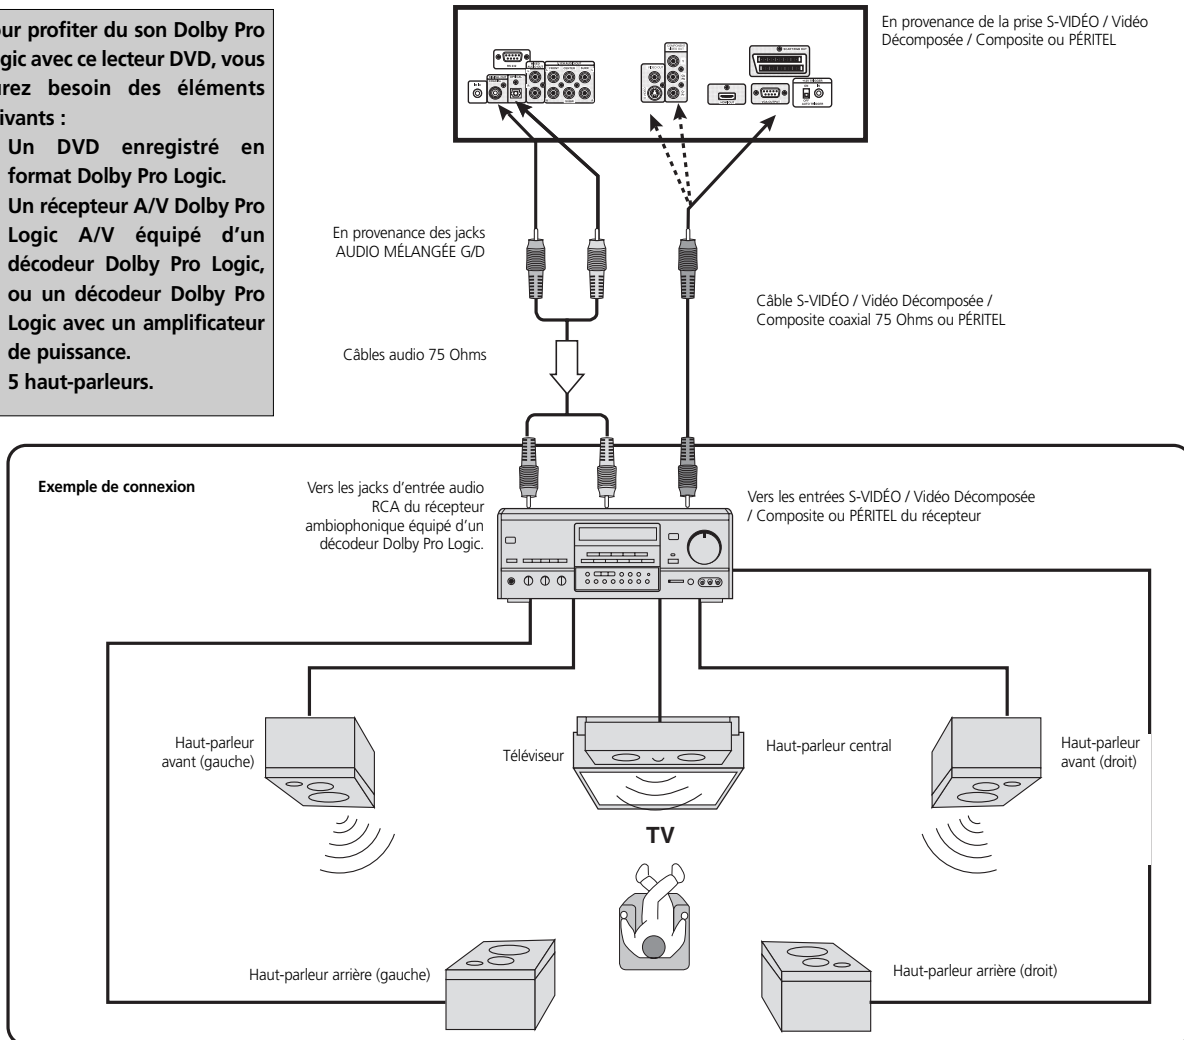 our profiter du son Dolby Pro
gic avec ce lecteur DVD, vous
urez besoin des éléments
ivants :
Un DVD enregistré en
format Dolby Pro Logic.
Un récepteur A/V Dolby Pro
Logic A/V équipé d’un
décodeur Dolby Pro Logic,
ou un décodeur Dolby Pro
Logic avec un amplificateur
de puissance.
5 haut-parleurs.
En provenance de la prise S-VIDÉO / Vidéo
Décomposée / Composite ou PÉRITEL
En provenance des jacks
AUDIO MÉLANGÉE G/D
Câble S-VIDÉO / Vidéo Décomposée /
Composite coaxial 75 Ohms ou PÉRITEL
Câbles audio 75 Ohms
Exemple de connexion
Vers les jacks d’entrée audio
RCA du récepteur
ambiophonique équipé d’un
décodeur Dolby Pro Logic.
Vers les entrées S-VIDÉO / Vidéo Décomposée
/ Composite ou PÉRITEL du récepteur
Haut-parleur
avant (gauche)
Téléviseur
Haut-parleur central
Haut-parleur
avant (droit)
TV
Haut-parleur arrière (gauche)
Haut-parleur arrière (droit)